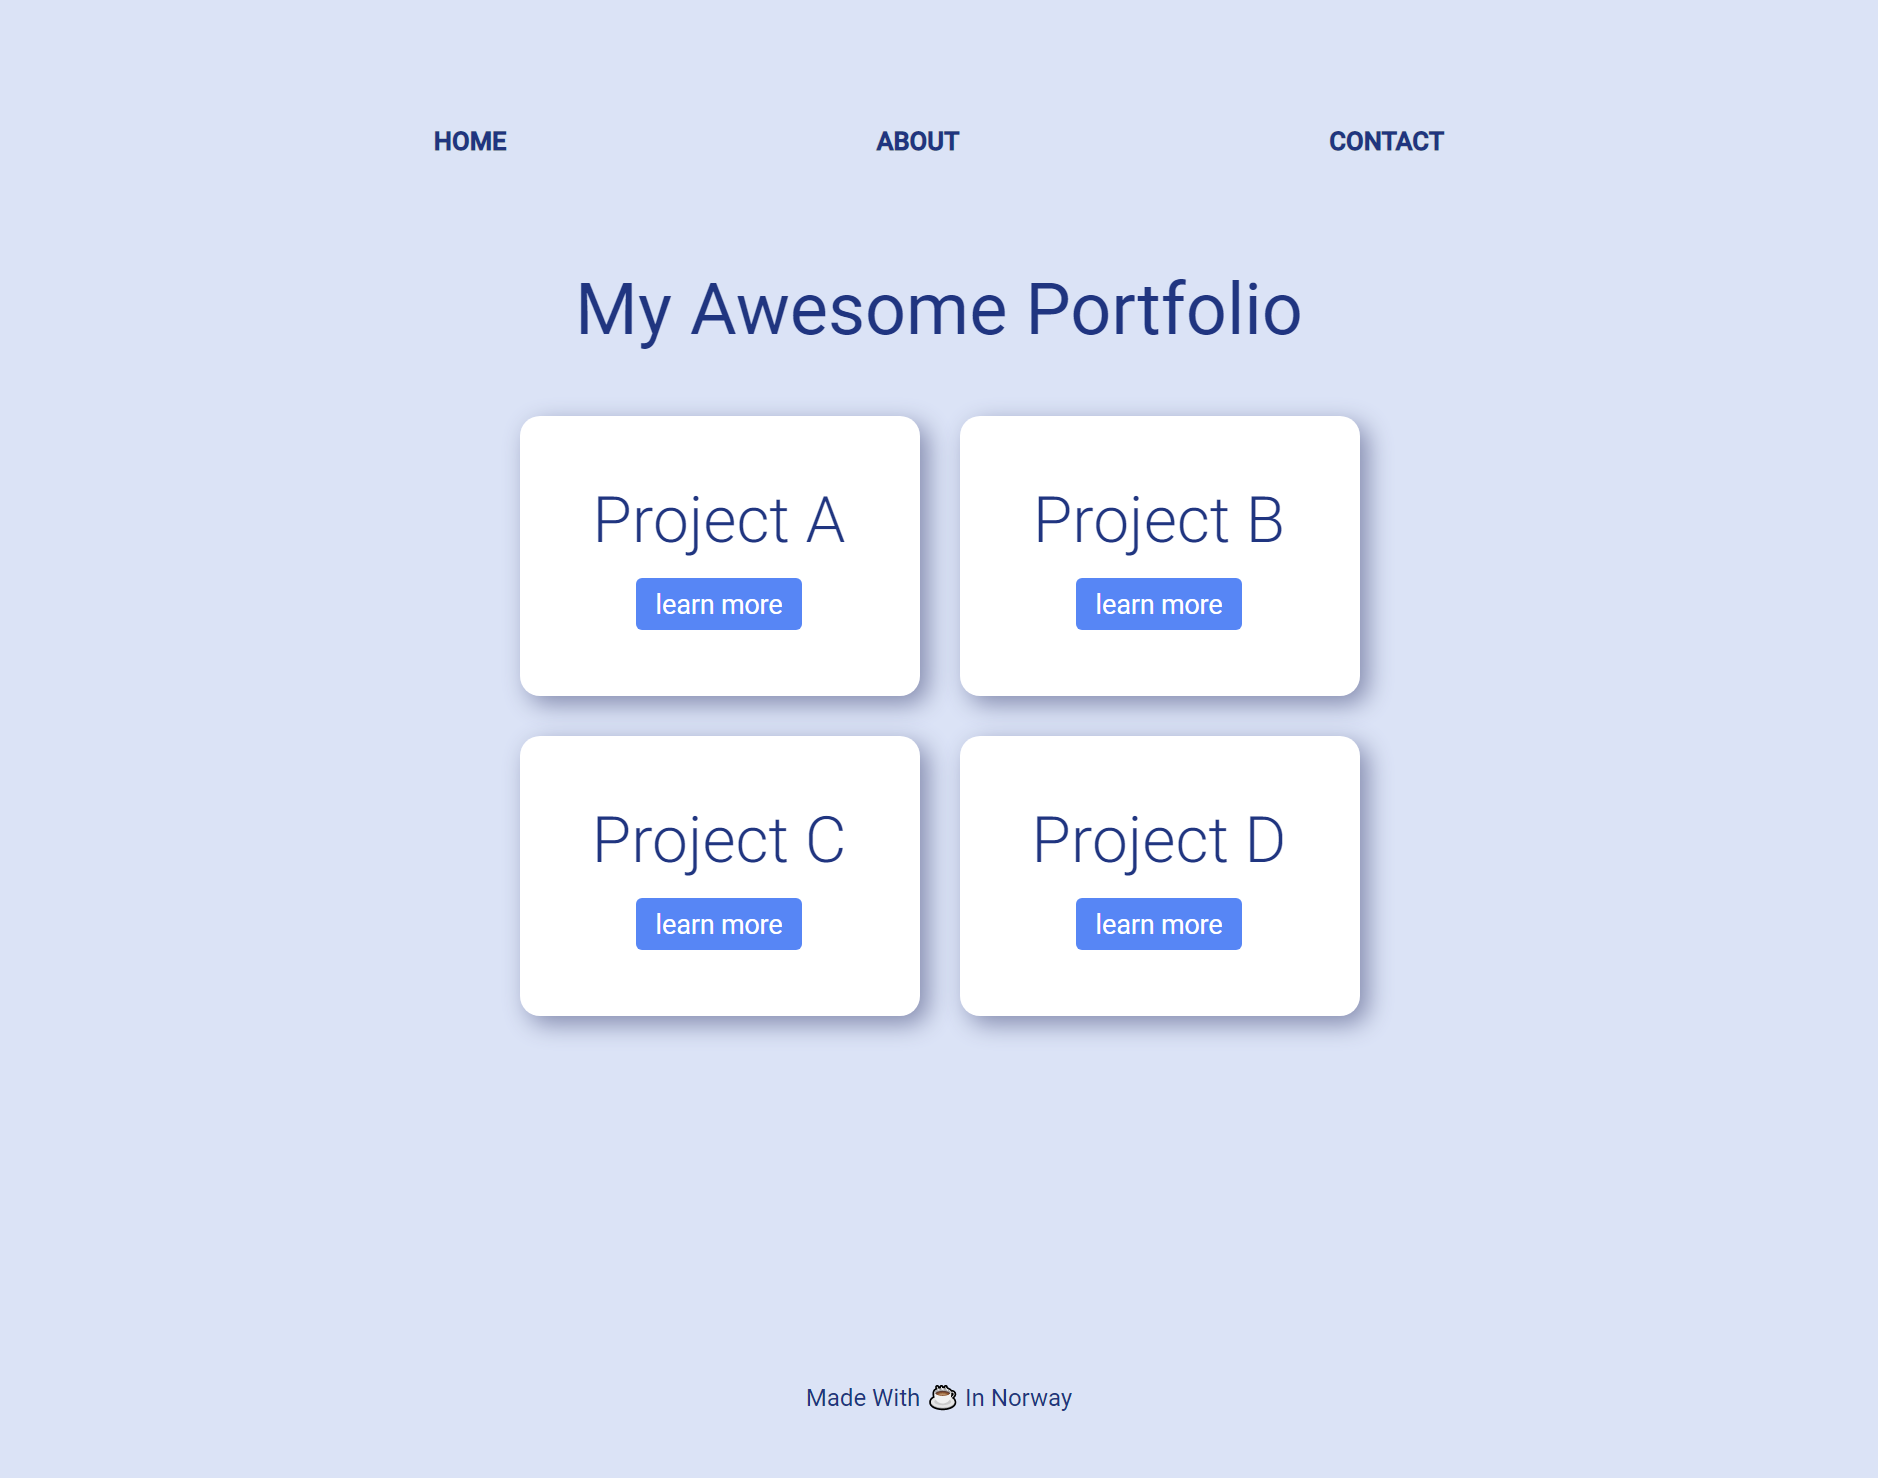 HOME ABOUT CONTACT
My Awesome Portfolio
Project A
learn more
Project B
learn more
Project C
learn more
Project D
learn more
Made With ☕ In Norway